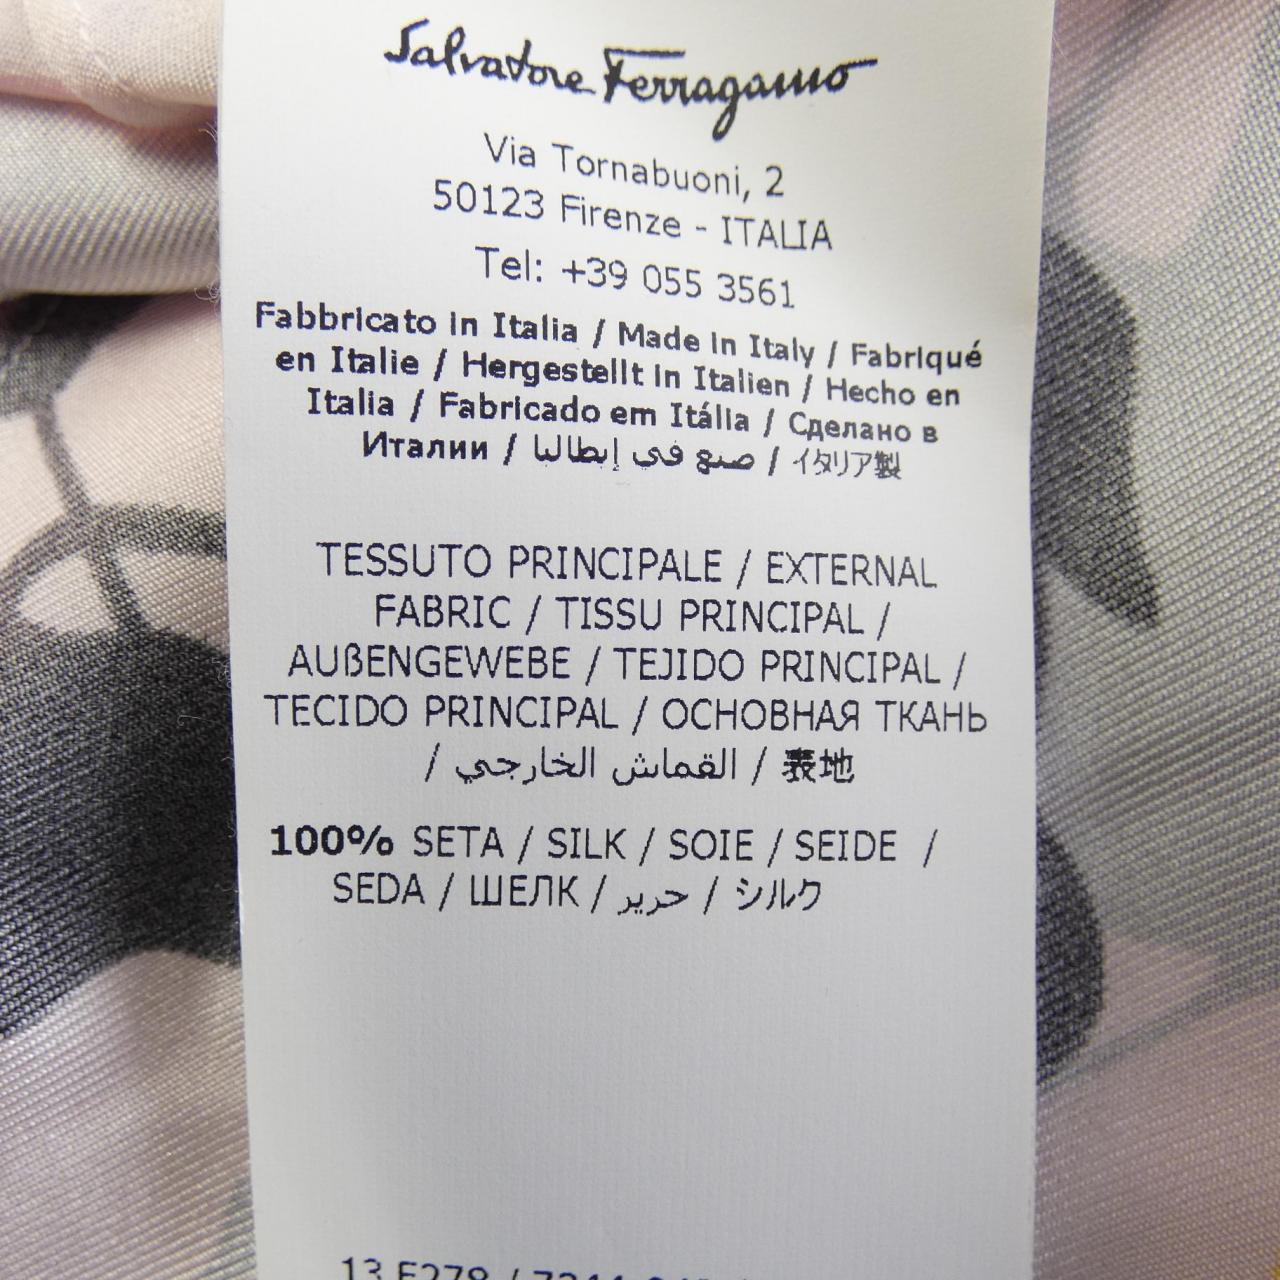 Salvatore Ferragamo
Via Tornabuoni, 2
50123 Firenze - ITALIA
Tel: +39 055 3561
Fabbricato in Italia / Made in Italy / Fabriqué
en Italie / Hergestellt in Italien / Hecho en
Italia / Fabricado em Itália / Сделано в
Италии / صنع في إيطاليا / イタリア製
TESSUTO PRINCIPALE / EXTERNAL
FABRIC / TISSU PRINCIPAL /
AUßENGEWEBE / TEJIDO PRINCIPAL /
TECIDO PRINCIPAL / ОСНОВНАЯ ТКАНЬ
/ القماش الخارجي / 表地
100% SETA / SILK / SOIE / SEIDE /
SEDA / ШЕЛК / حرير / シルク